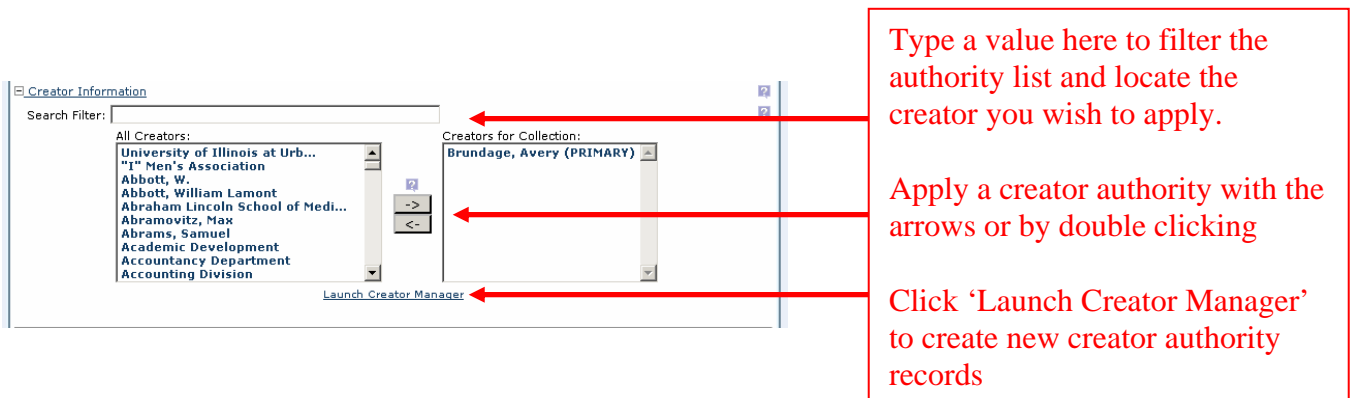 Creator Information
Search Filter:
All Creators:
University of Illinois at Urb...
"I" Men's Association
Abbott, W.
Abbott, William Lamont
Abraham Lincoln School of Medi...
Abramovitz, Max
Abrams, Samuel
Academic Development
Accountancy Department
Accounting Division
->
<-
Creators for Collection:
Brundage, Avery (PRIMARY)
Launch Creator Manager
Type a value here to filter the
authority list and locate the
creator you wish to apply.
Apply a creator authority with the
arrows or by double clicking
Click ‘Launch Creator Manager’
to create new creator authority
records